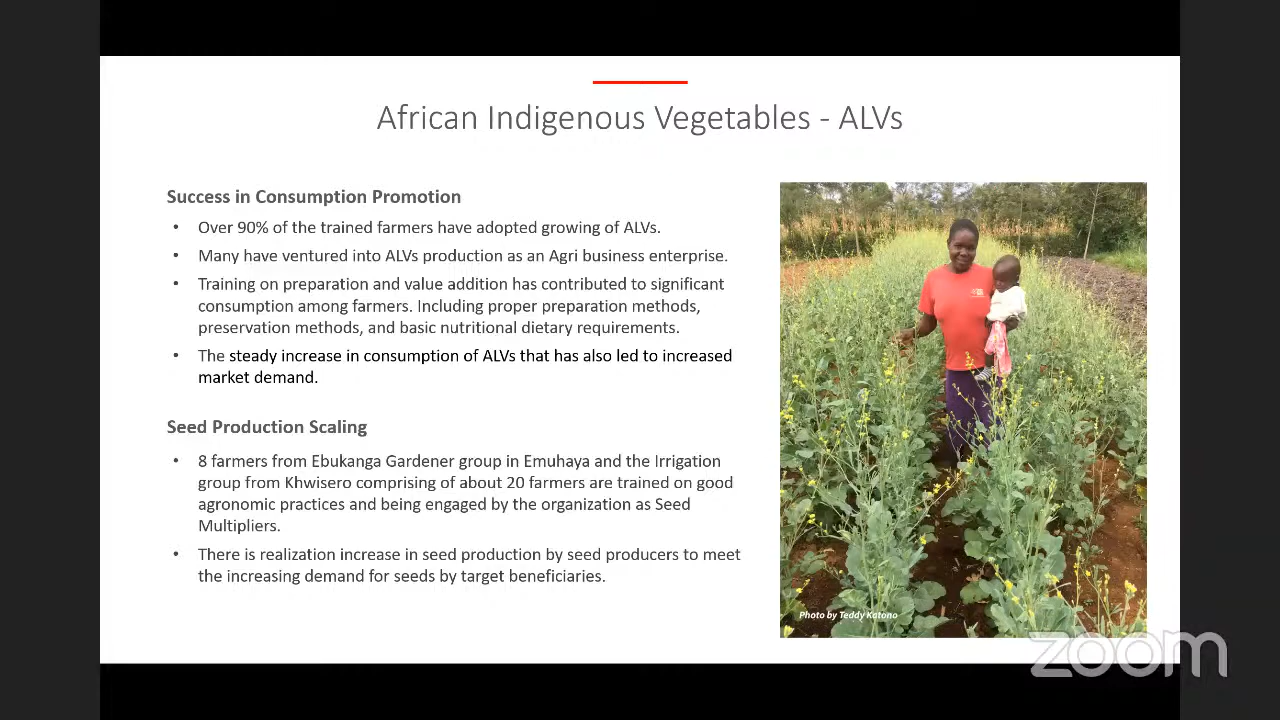 African Indigenous Vegetables - ALVs
Success in Consumption Promotion
• Over 90% of the trained farmers have adopted growing of ALVs.
• Many have ventured into ALVs production as an Agri business enterprise.
• Training on preparation and value addition has contributed to significant
consumption among farmers. Including proper preparation methods,
preservation methods, and basic nutritional dietary requirements.
• The steady increase in consumption of ALVs that has also led to increased
market demand.
Seed Production Scaling
• 8 farmers from Ebukanga Gardener group in Emuhaya and the Irrigation
group from Khwisero comprising of about 20 farmers are trained on good
agronomic practices and being engaged by the organization as Seed
Multipliers.
• There is realization increase in seed production by seed producers to meet
the increasing demand for seeds by target beneficiaries.
Photo by Teddy Katono
zoom